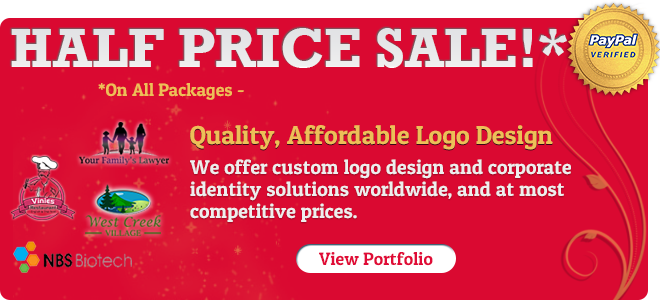 HALF PRICE SALE!*
PayPal
VERIFIED
*On All Packages -
Your Family's Lawyer
Quality, Affordable Logo Design
We offer custom logo design and corporate
identity solutions worldwide, and at most
competitive prices.
Vinies
West Creek
VILLAGE
NBS Biotech
View Portfolio